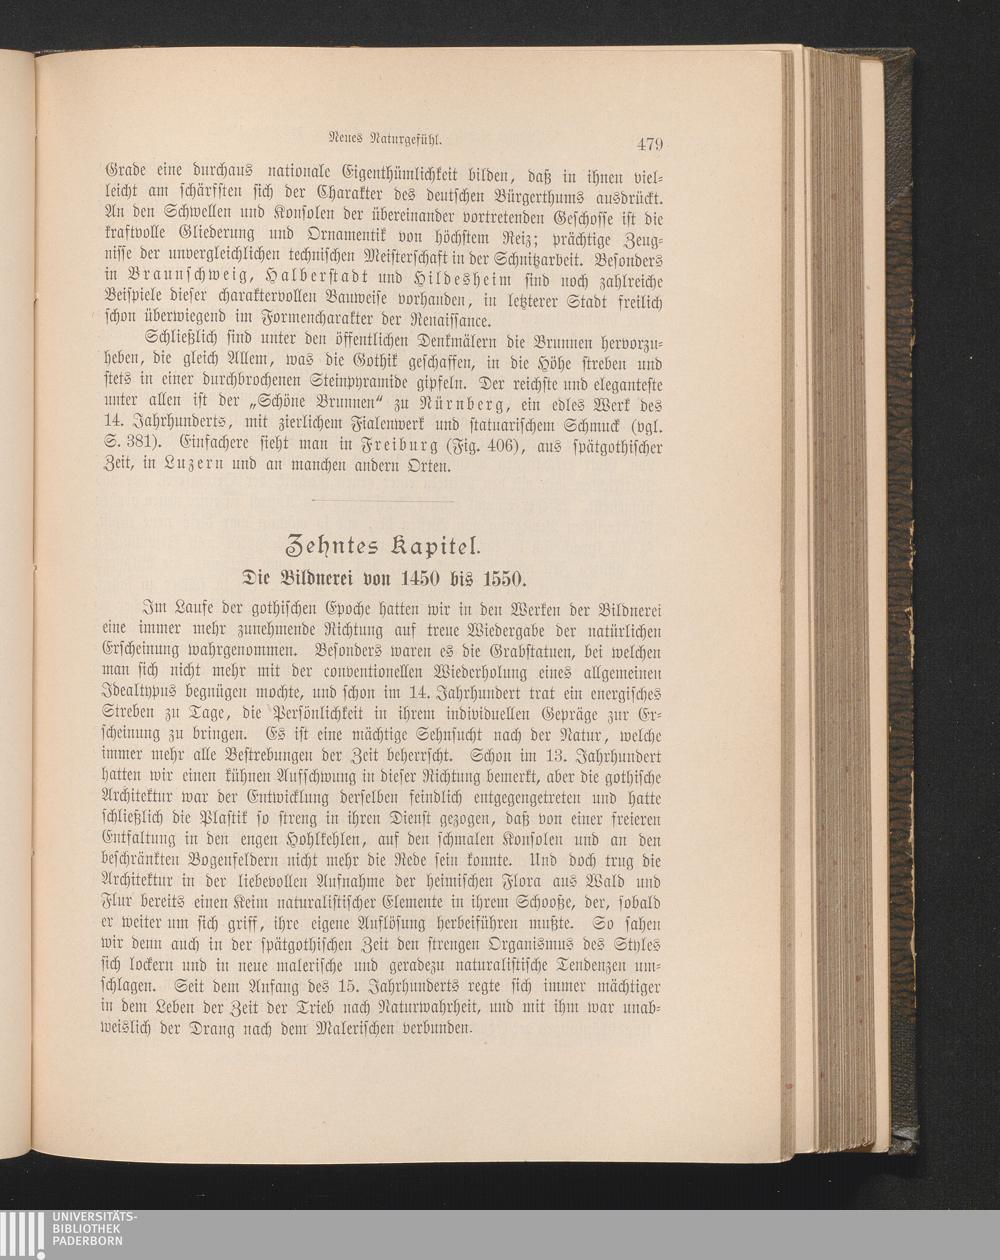 Neues Naturgefühl. 479
Grade eine durchaus nationale Eigenthümlichkeit bilden, daß in ihnen viel-
leicht am schärfsten sich der Charakter des deutschen Bürgerthums ausdrückt.
An den Schwellen und Konsolen der übereinander vortretenden Geschosse ist die
kraftvolle Gliederung und Ornamentik von höchstem Reiz; prächtige Zeug-
nisse der unvergleichlichen technischen Meisterschaft in der Schnitzarbeit. Besonders
in Braunschweig, Halberstadt und Hildesheim sind noch zahlreiche
Beispiele dieser charaktervollen Bauweise vorhanden, in letzterer Stadt freilich
schon überwiegend im Formencharakter der Renaissance.
Schließlich sind unter den öffentlichen Denkmälern die Brunnen hervorzu-
heben, die gleich Allem, was die Gothik geschaffen, in die Höhe streben und
stets in einer durchbrochenen Steinpyramide gipfeln. Der reichste und eleganteste
unter allen ist der „Schöne Brunnen“ zu Nürnberg, ein edles Werk des
14. Jahrhunderts, mit zierlichem Fialenwerk und statuarischem Schmuck (vgl.
S. 381). Einfachere sieht man in Freiburg (Fig. 406), aus spätgothischer
Zeit, in Luzern und an manchen andern Orten.
Zehntes Kapitel.
Die Bildnerei von 1450 bis 1550.
Im Laufe der gothischen Epoche hatten wir in den Werken der Bildnerei
eine immer mehr zunehmende Richtung auf treue Wiedergabe der natürlichen
Erscheinung wahrgenommen. Besonders waren es die Grabstatuen, bei welchen
man sich nicht mehr mit der conventionellen Wiederholung eines allgemeinen
Idealtypus begnügen mochte, und schon im 14. Jahrhundert trat ein energisches
Streben zu Tage, die Persönlichkeit in ihrem individuellen Gepräge zur Er-
scheinung zu bringen. Es ist eine mächtige Sehnsucht nach der Natur, welche
immer mehr alle Bestrebungen der Zeit beherrscht. Schon im 13. Jahrhundert
hatten wir einen kühnen Aufschwung in dieser Richtung bemerkt, aber die gothische
Architektur war der Entwicklung derselben feindlich entgegengetreten und hatte
schließlich die Plastik so streng in ihren Dienst gezogen, daß von einer freieren
Entfaltung in den engen Hohlkehlen, auf den schmalen Konsolen und an den
beschränkten Bogenfeldern nicht mehr die Rede sein konnte. Und doch trug die
Architektur in der liebevollen Aufnahme der heimischen Flora aus Wald und
Flur bereits einen Keim naturalistischer Elemente in ihrem Schooße, der, sobald
er weiter um sich griff, ihre eigene Auflösung herbeiführen mußte. So sahen
wir denn auch in der spätgothischen Zeit den strengen Organismus des Styles
sich lockern und in neue malerische und geradezu naturalistische Tendenzen um-
schlagen. Seit dem Anfang des 15. Jahrhunderts regte sich immer mächtiger
in dem Leben der Zeit der Trieb nach Naturwahrheit, und mit ihm war unab-
weislich der Drang nach dem Malerischen verbunden.
UNIVERSITÄTS-
BIBLIOTHEK
PADERBORN